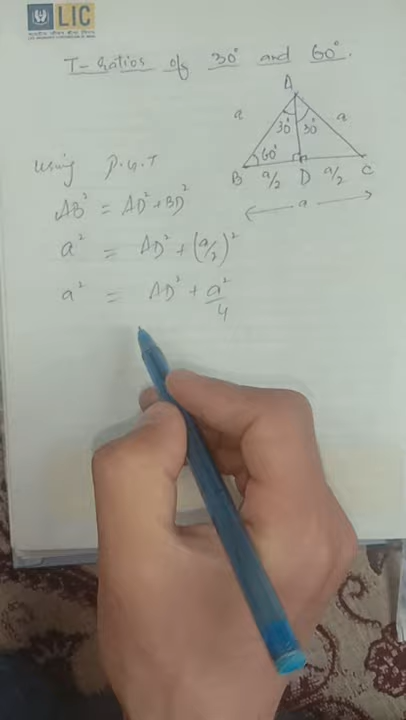 LIC
T-ratios of 30° and 60°.
A
a
a
30°
30°
60°
B
a/2
D
a/2
C
a
Using P.G.T
AB² = AD² + BD²
a² = AD² + (a/2)²
a² = AD² + a²/4